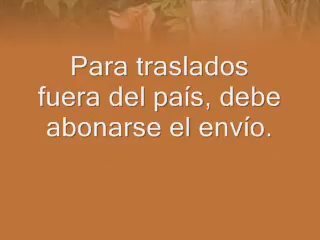 Para traslados
fuera del país, debe
abonarse el envío.